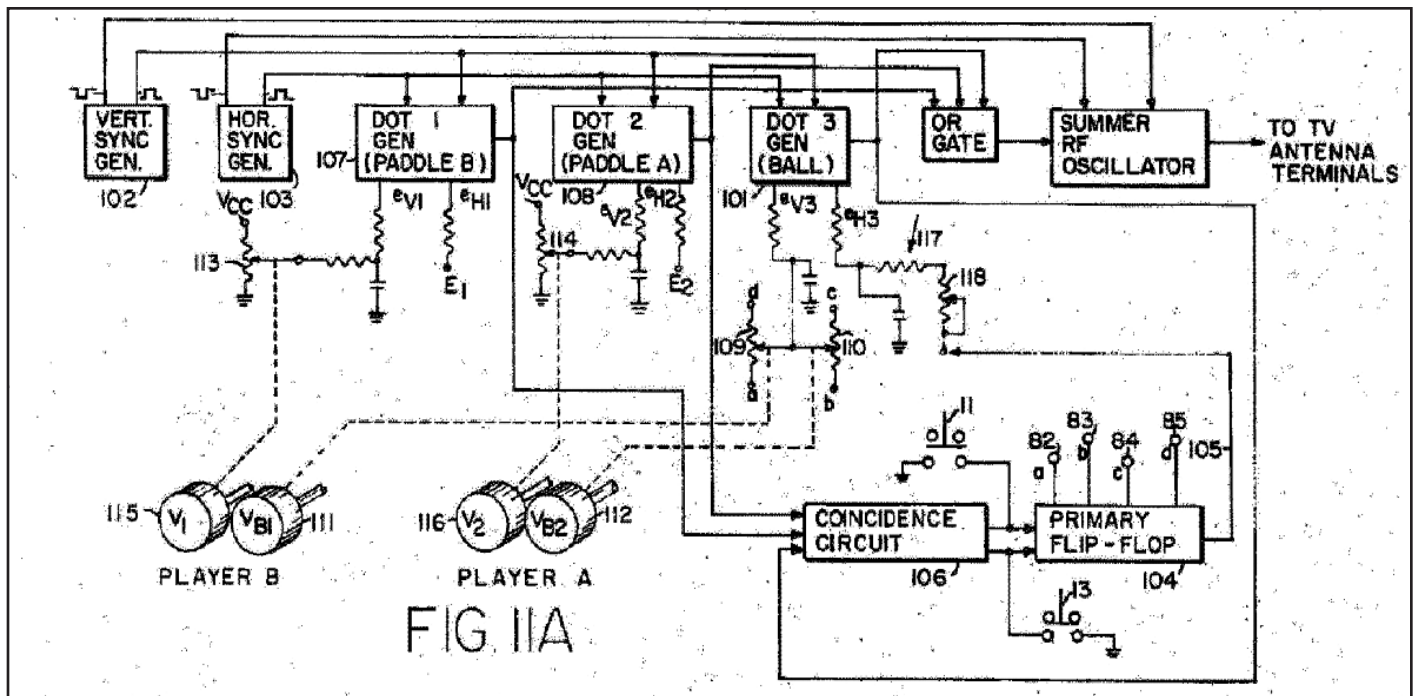 VERT. SYNC GEN.
102
HOR. SYNC GEN.
103
DOT 1 GEN (PADDLE B)
107
DOT 2 GEN (PADDLE A)
108
DOT 3 GEN (BALL)
101
OR GATE
SUMMER RF OSCILLATOR
TO TV ANTENNA TERMINALS
VCC
113
eV1
eH1
E1
VCC
114
eV2
eH2
E2
eV3
eH3
117
118
d
109
a
c
110
b
11
82
a
83
b
84
c
85
d
105
115
V1
VB1
111
PLAYER B
116
V2
VB2
112
PLAYER A
COINCIDENCE CIRCUIT
106
PRIMARY FLIP-FLOP
104
13
FIG. 11A